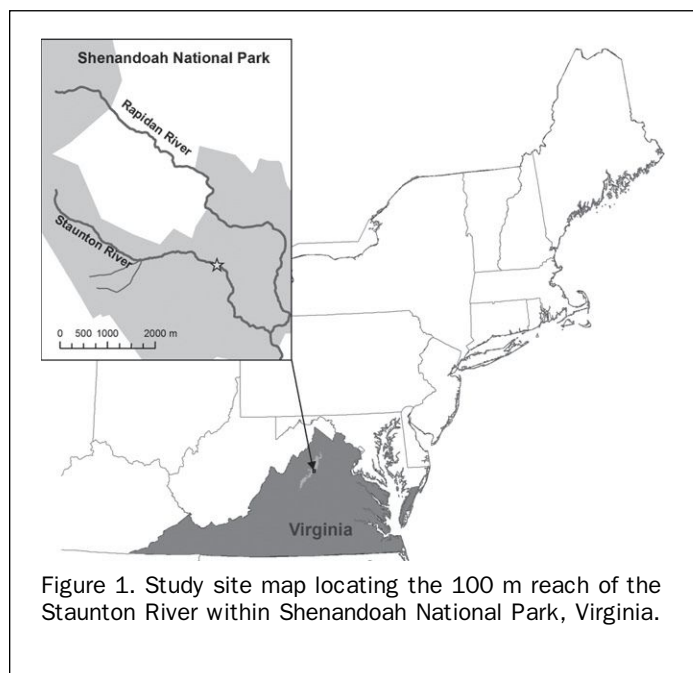 Shenandoah National Park
Rapidan River
Staunton River
0 500 1000 2000 m
Virginia
Figure 1. Study site map locating the 100 m reach of the
Staunton River within Shenandoah National Park, Virginia.